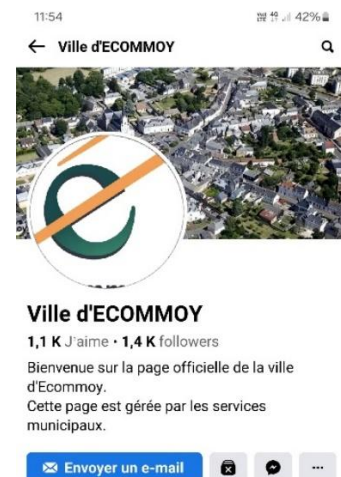 11:54
42%
Ville d'ECOMMOY
Ville d'ECOMMOY
1,1 K J'aime • 1,4 K followers
Bienvenue sur la page officielle de la ville
d'Ecommoy.
Cette page est gérée par les services
municipaux.
Envoyer un e-mail